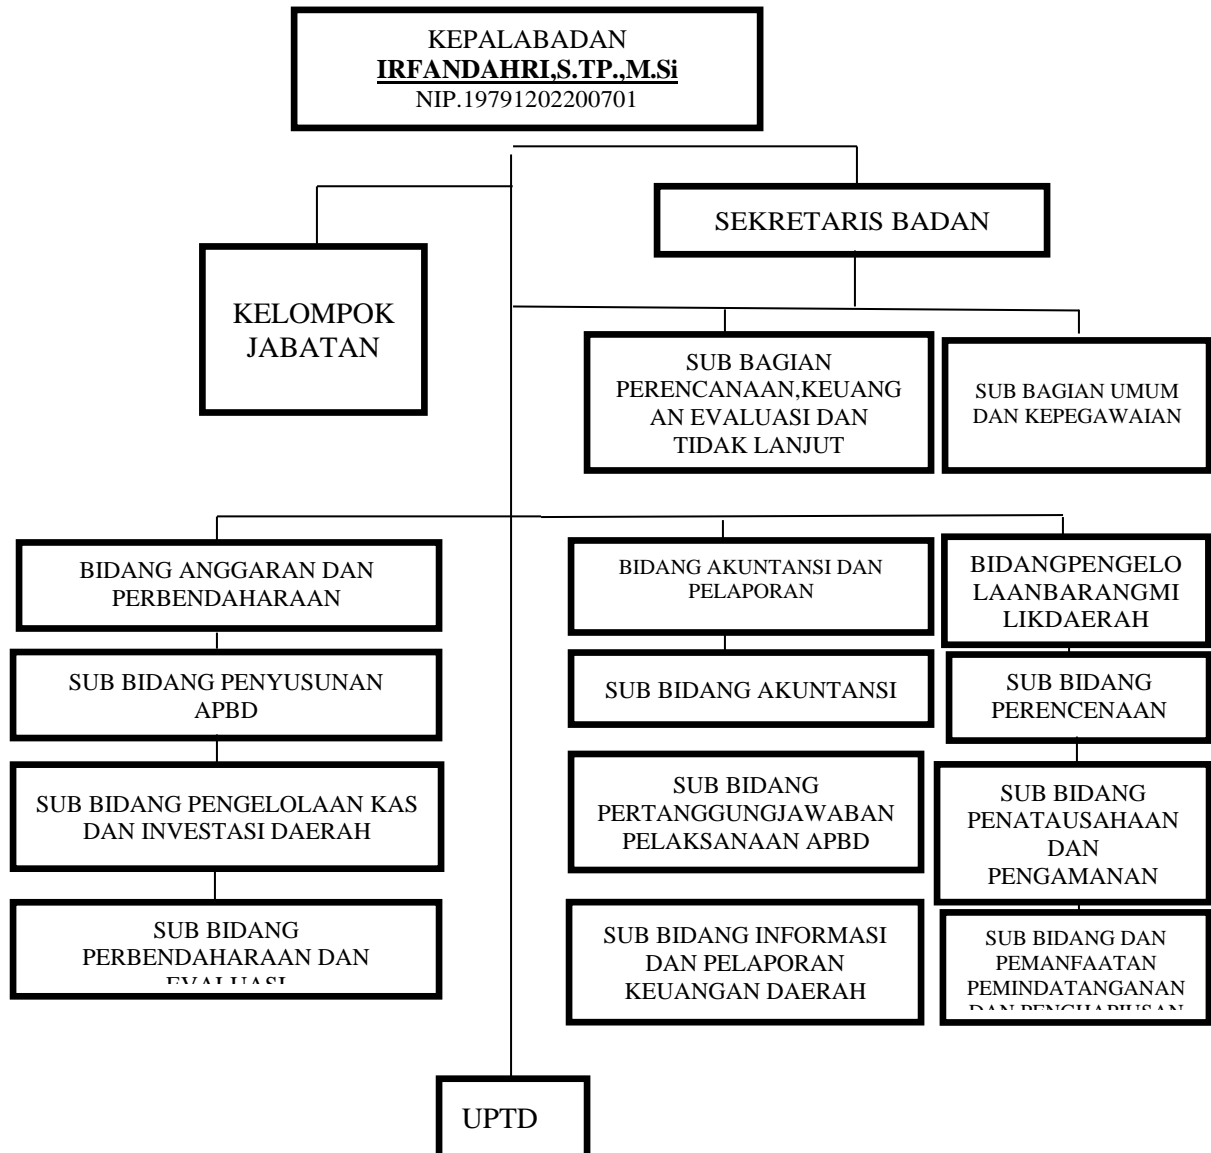 KEPALABADAN
IRFANDAHRI,S.TP.,M.Si
NIP.19791202200701
SEKRETARIS BADAN
KELOMPOK
JABATAN
SUB BAGIAN
PERENCANAAN,KEUANG
AN EVALUASI DAN
TIDAK LANJUT
SUB BAGIAN UMUM
DAN KEPEGAWAIAN
BIDANG ANGGARAN DAN
PERBENDAHARAAN
BIDANG AKUNTANSI DAN
PELAPORAN
BIDANGPENGELO
LAANBARANGMI
LIKDAERAH
SUB BIDANG PENYUSUNAN
APBD
SUB BIDANG AKUNTANSI
SUB BIDANG
PERENCENAAN
SUB BIDANG PENGELOLAAN KAS
DAN INVESTASI DAERAH
SUB BIDANG
PERTANGGUNGJAWABAN
PELAKSANAAN APBD
SUB BIDANG
PENATAUSAHAAN
DAN
PENGAMANAN
SUB BIDANG
PERBENDAHARAAN DAN
EVALUASI
SUB BIDANG INFORMASI
DAN PELAPORAN
KEUANGAN DAERAH
SUB BIDANG DAN
PEMANFAATAN
PEMINDATANGANAN
DAN
UPTD